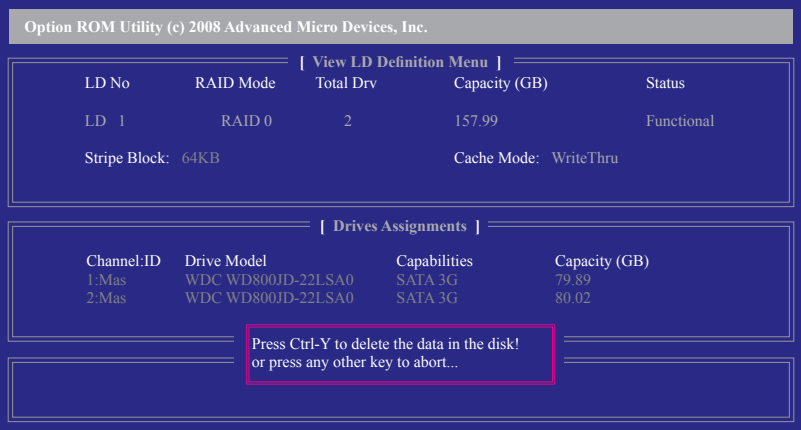 Option ROM Utility (c) 2008 Advanced Micro Devices, Inc.
[ View LD Definition Menu ]
LD No RAID Mode Total Drv Capacity (GB) Status
LD 1 RAID 0 2 157.99 Functional
Stripe Block: 64KB Cache Mode: WriteThru
[ Drives Assignments ]
Channel:ID Drive Model Capabilities Capacity (GB)
1:Mas WDC WD800JD-22LSA0 SATA 3G 79.89
2:Mas WDC WD800JD-22LSA0 SATA 3G 80.02
Press Ctrl-Y to delete the data in the disk!
or press any other key to abort...